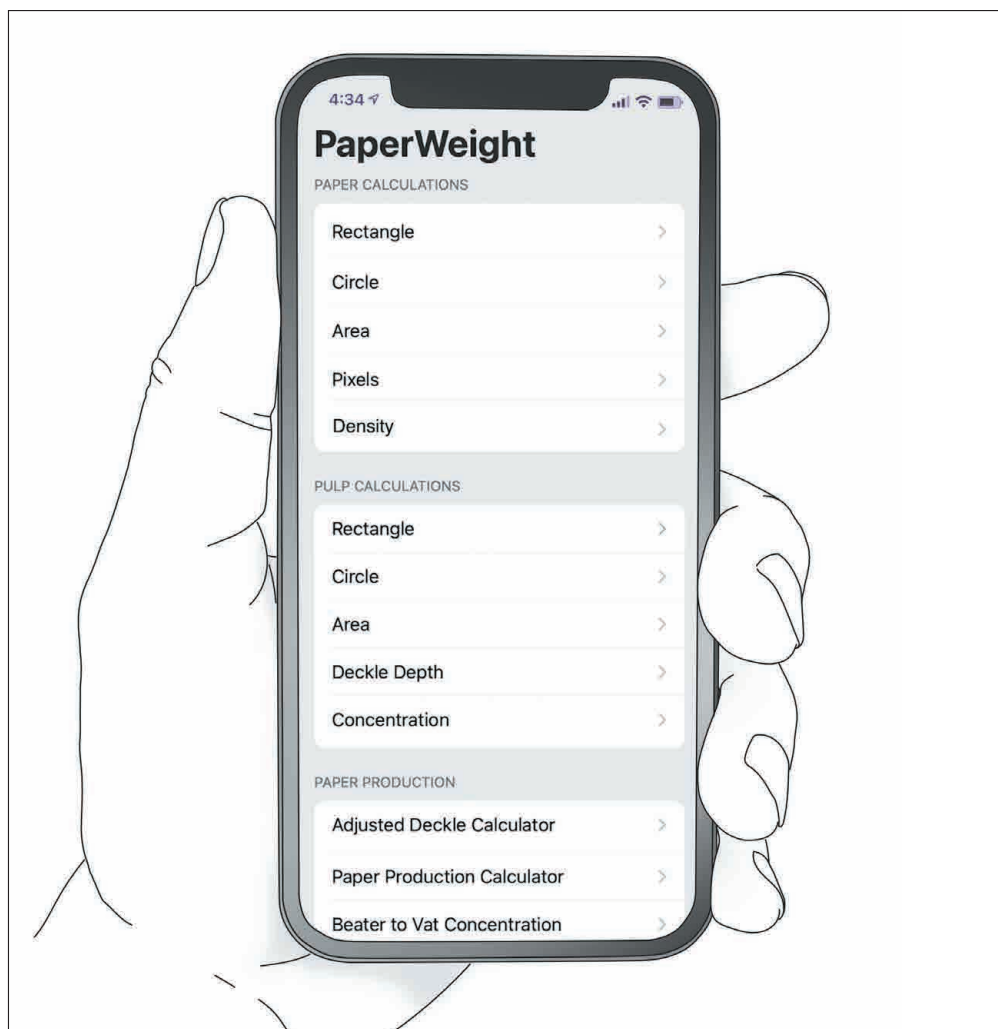 4:34
PaperWeight
PAPER CALCULATIONS
Rectangle
Circle
Area
Pixels
Density
PULP CALCULATIONS
Rectangle
Circle
Area
Deckle Depth
Concentration
PAPER PRODUCTION
Adjusted Deckle Calculator
Paper Production Calculator
Beater to Vat Concentration